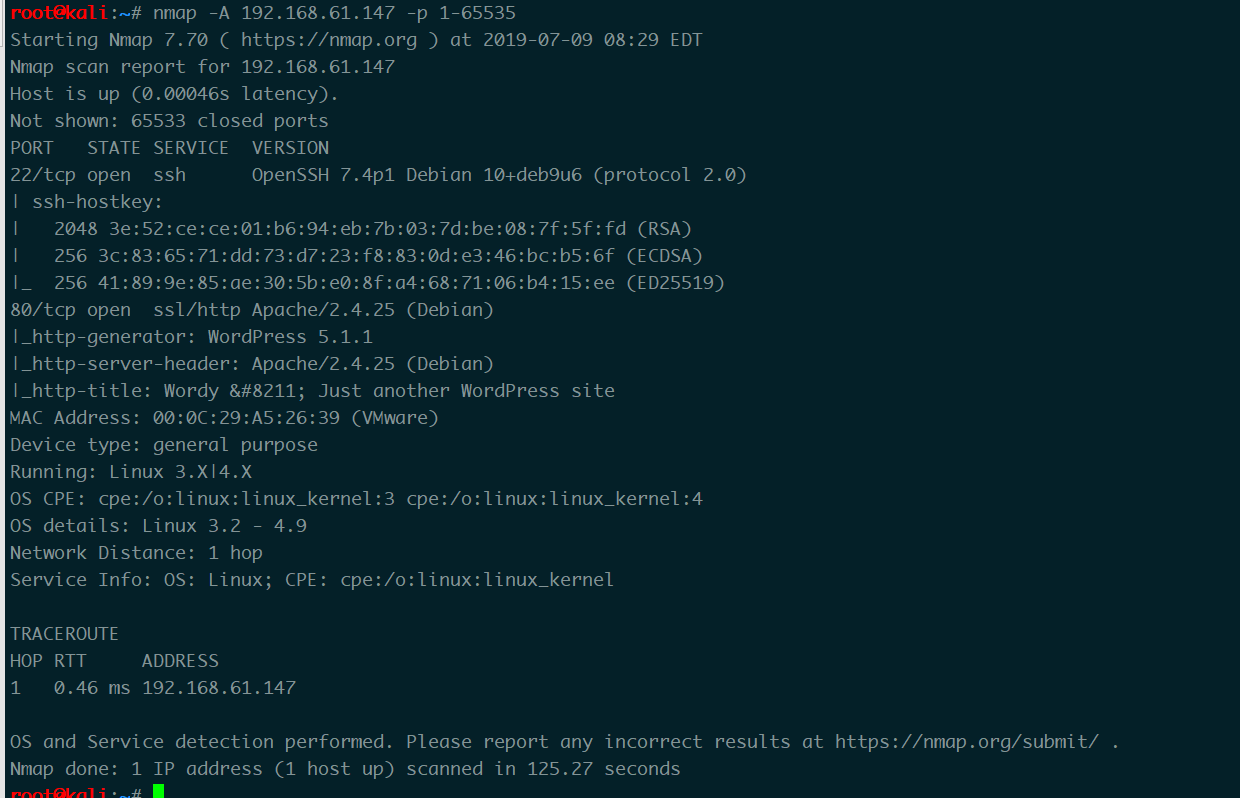 root@kali:~# nmap -A 192.168.61.147 -p 1-65535
Starting Nmap 7.70 ( https://nmap.org ) at 2019-07-09 08:29 EDT
Nmap scan report for 192.168.61.147
Host is up (0.00046s latency).
Not shown: 65533 closed ports
PORT   STATE SERVICE  VERSION
22/tcp open  ssh      OpenSSH 7.4p1 Debian 10+deb9u6 (protocol 2.0)
| ssh-hostkey:
|   2048 3e:52:ce:ce:01:b6:94:eb:7b:03:7d:be:08:7f:5f:fd (RSA)
|   256 3c:83:65:71:dd:73:d7:23:f8:83:0d:e3:46:bc:b5:6f (ECDSA)
|_  256 41:89:9e:85:ae:30:5b:e0:8f:a4:68:71:06:b4:15:ee (ED25519)
80/tcp open  ssl/http Apache/2.4.25 (Debian)
|_http-generator: WordPress 5.1.1
|_http-server-header: Apache/2.4.25 (Debian)
|_http-title: Wordy &#8211; Just another WordPress site
MAC Address: 00:0C:29:A5:26:39 (VMware)
Device type: general purpose
Running: Linux 3.X|4.X
OS CPE: cpe:/o:linux:linux_kernel:3 cpe:/o:linux:linux_kernel:4
OS details: Linux 3.2 - 4.9
Network Distance: 1 hop
Service Info: OS: Linux; CPE: cpe:/o:linux:linux_kernel

TRACEROUTE
HOP RTT     ADDRESS
1   0.46 ms 192.168.61.147

OS and Service detection performed. Please report any incorrect results at https://nmap.org/submit/ .
Nmap done: 1 IP address (1 host up) scanned in 125.27 seconds
root@kali:~#